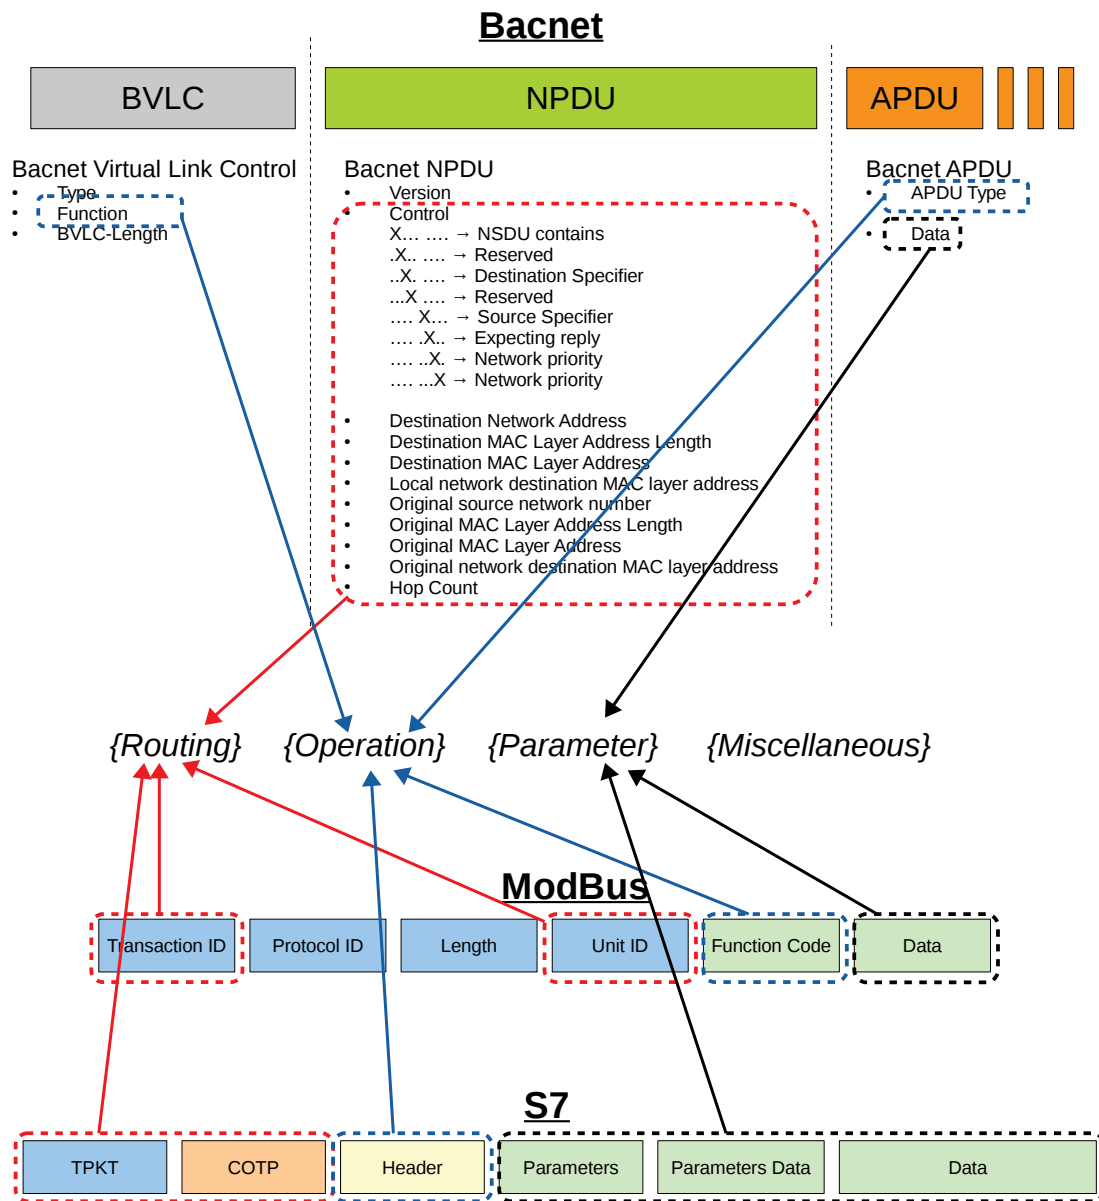 Bacnet
BVLC
NPDU
APDU
Bacnet Virtual Link Control
• Type
• Function
• BVLC-Length
Bacnet NPDU
• Version
• Control
X... .... → NSDU contains
.X.. .... → Reserved
..X. .... → Destination Specifier
...X .... → Reserved
.... X... → Source Specifier
.... .X.. → Expecting reply
.... ..X. → Network priority
.... ...X → Network priority
• Destination Network Address
• Destination MAC Layer Address Length
• Destination MAC Layer Address
• Local network destination MAC layer address
• Original source network number
• Original MAC Layer Address Length
• Original MAC Layer Address
• Original network destination MAC layer address
• Hop Count
Bacnet APDU
• APDU Type
• Data
{Routing} {Operation} {Parameter} {Miscellaneous}
ModBus
Transaction ID
Protocol ID
Length
Unit ID
Function Code
Data
S7
TPKT
COTP
Header
Parameters
Parameters Data
Data